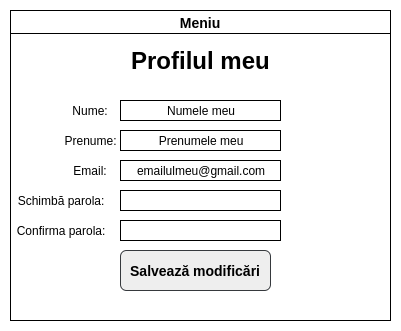 Meniu
Profilul meu
Nume: Numele meu
Prenume: Prenumele meu
Email: emailulmeu@gmail.com
Schimbă parola:
Confirma parola:
Salvează modificări